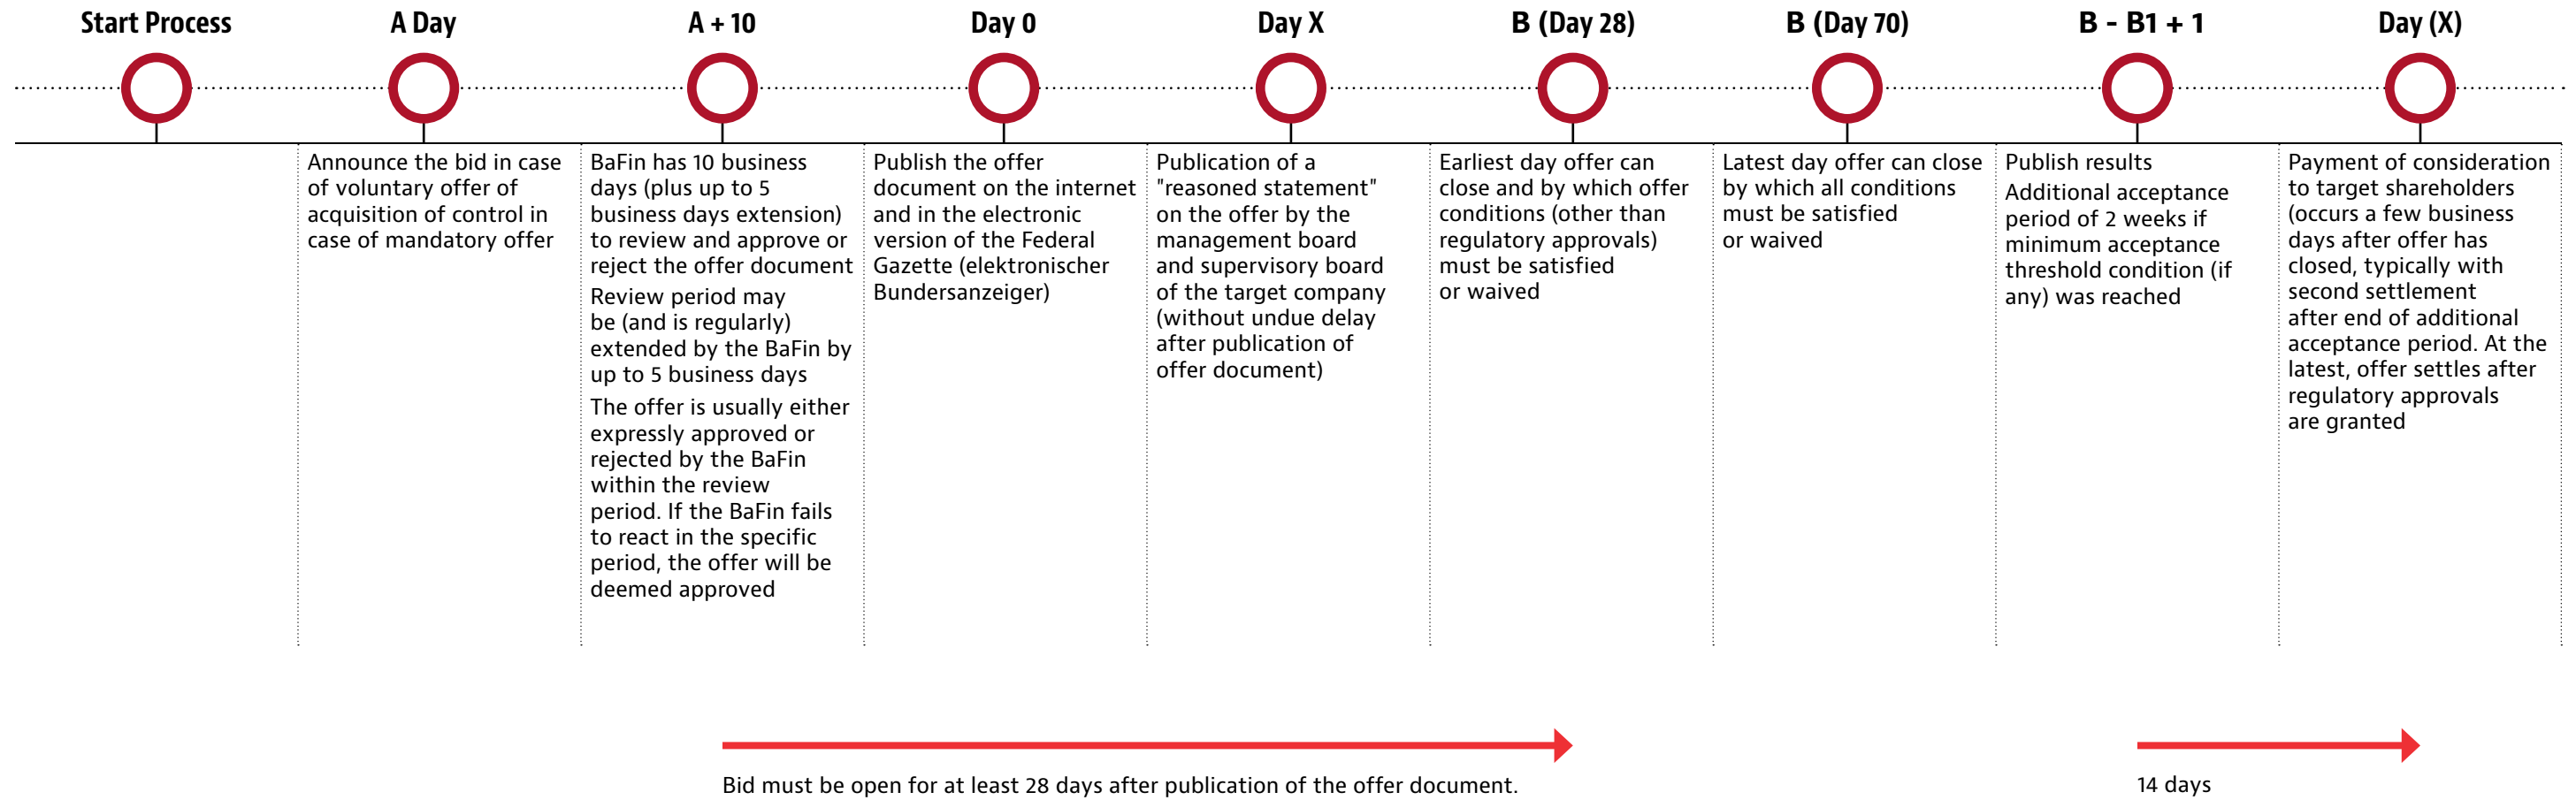 Start Process
A Day
A + 10
Day 0
Day X
B (Day 28)
B (Day 70)
B - B1 + 1
Day (X)
Announce the bid in case
of voluntary offer of
acquisition of control in
case of mandatory offer
BaFin has 10 business
days (plus up to 5
business days extension)
to review and approve or
reject the offer document
Review period may
be (and is regularly)
extended by the BaFin by
up to 5 business days
The offer is usually either
expressly approved or
rejected by the BaFin
within the review
period. If the BaFin fails
to react in the specific
period, the offer will be
deemed approved
Publish the offer
document on the internet
and in the electronic
version of the Federal
Gazette (elektronischer
Bundersanzeiger)
Publication of a
"reasoned statement"
on the offer by the
management board
and supervisory board
of the target company
(without undue delay
after publication of
offer document)
Earliest day offer can
close and by which offer
conditions (other than
regulatory approvals)
must be satisfied
or waived
Latest day offer can close
by which all conditions
must be satisfied
or waived
Publish results
Additional acceptance
period of 2 weeks if
minimum acceptance
threshold condition (if
any) was reached
Payment of consideration
to target shareholders
(occurs a few business
days after offer has
closed, typically with
second settlement
after end of additional
acceptance period. At the
latest, offer settles after
regulatory approvals
are granted
Bid must be open for at least 28 days after publication of the offer document.
14 days